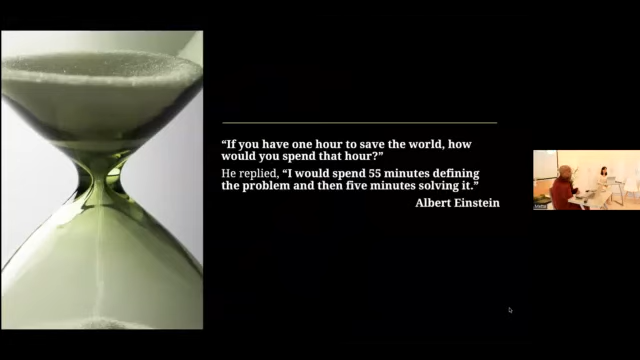 “If you have one hour to save the world, how
would you spend that hour?”
He replied, “I would spend 55 minutes defining
the problem and then five minutes solving it.”
Albert Einstein